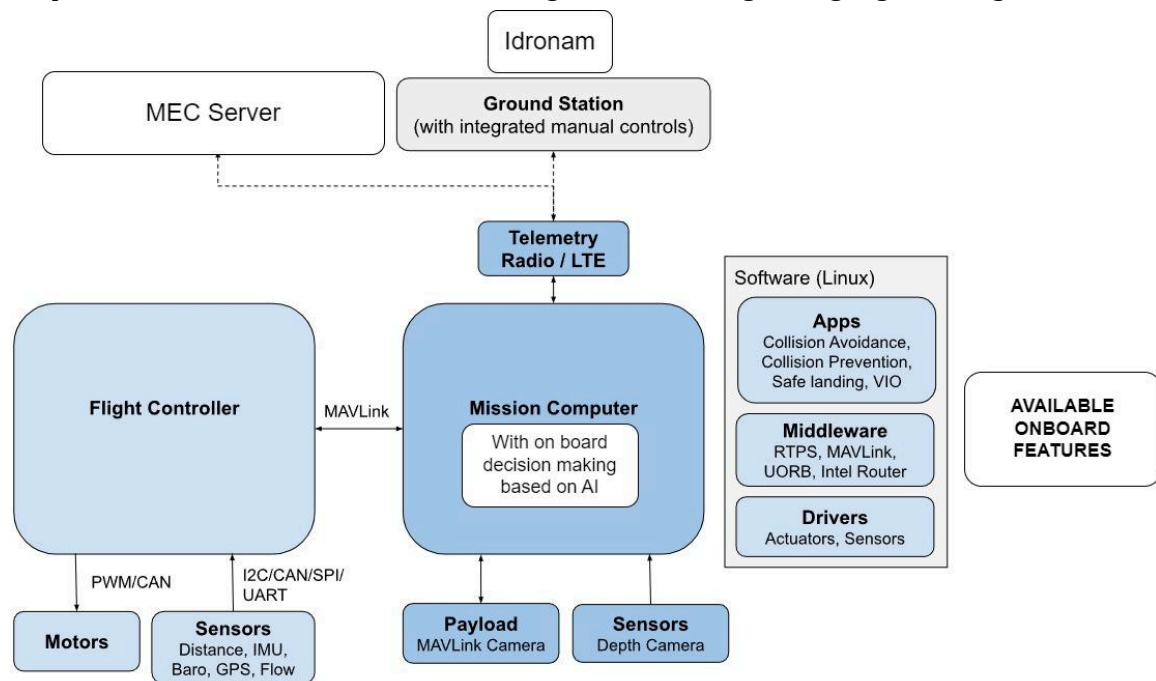 Idronam
MEC Server
Ground Station
(with integrated manual controls)
Telemetry
Radio / LTE
Flight Controller
MAVLink
Mission Computer
With on board
decision making
based on AI
Software (Linux)
Apps
Collision Avoidance,
Collision Prevention,
Safe landing, VIO
Middleware
RTPS, MAVLink,
UORB, Intel Router
Drivers
Actuators, Sensors
AVAILABLE
ONBOARD
FEATURES
PWM/CAN
I2C/CAN/SPI/
UART
Motors
Sensors
Distance, IMU,
Baro, GPS, Flow
Payload
MAVLink Camera
Sensors
Depth Camera